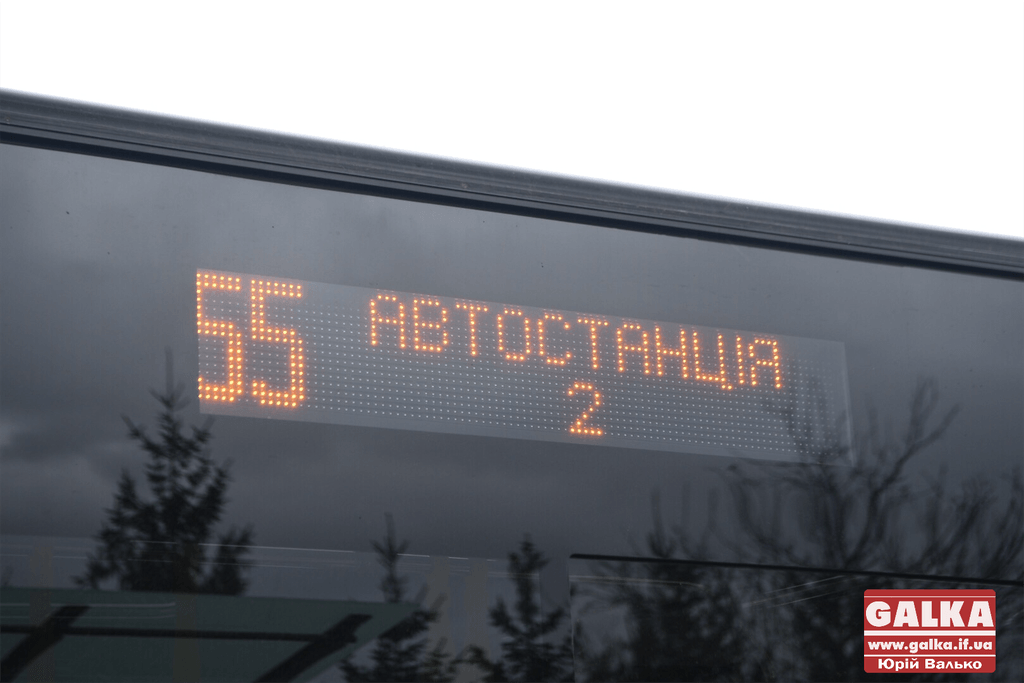 55 АВТОСТАНЦІЯ
2
GALKA
www.galka.if.ua
Юрій Валько